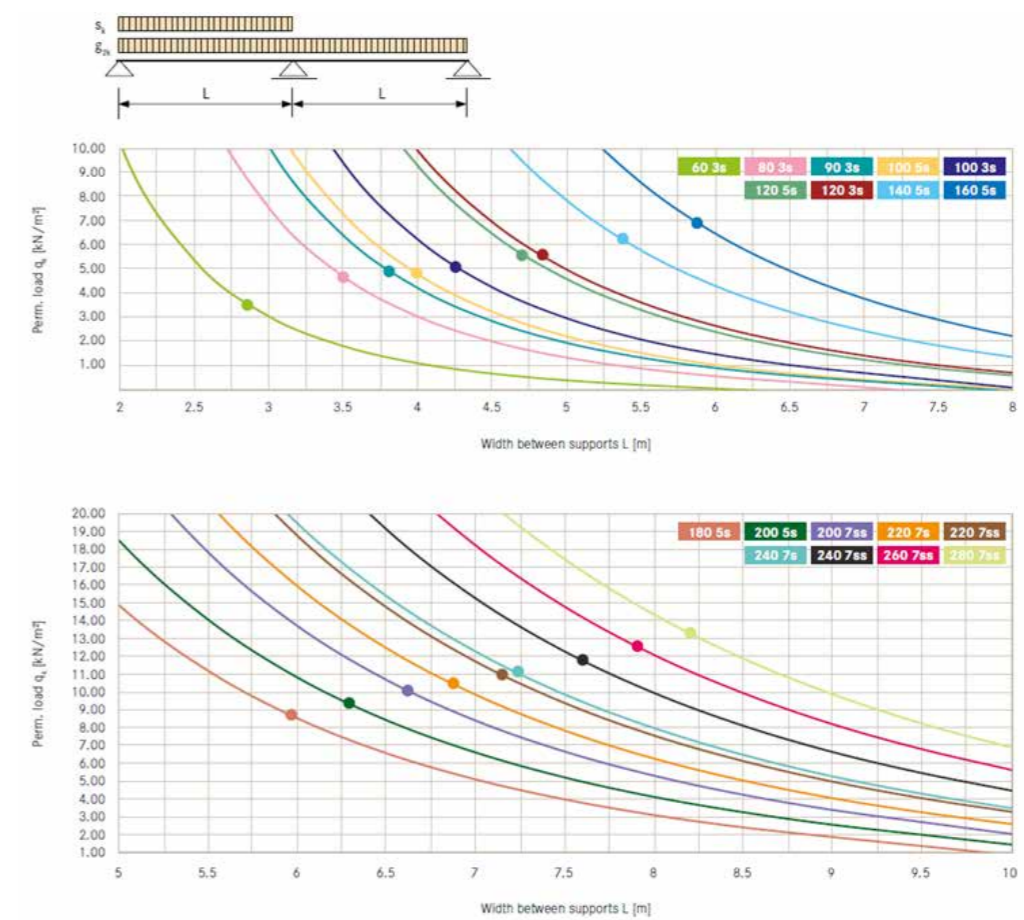 sₖ
g₂ₖ
L L
10.00
9.00
8.00
7.00
6.00
5.00
4.00
3.00
2.00
1.00
Perm. load qₖ [kN/m²]
60 3s 80 3s 90 3s 100 5s 100 3s
120 5s 120 3s 140 5s 160 5s
2 2.5 3 3.5 4 4.5 5 5.5 6 6.5 7 7.5 8
Width between supports L [m]
20.00
19.00
18.00
17.00
16.00
15.00
14.00
13.00
12.00
11.00
10.00
9.00
8.00
7.00
6.00
5.00
4.00
3.00
2.00
1.00
Perm. load qₖ [kN/m²]
180 5s 200 5s 200 7ss 220 7s 220 7ss
240 7s 240 7ss 260 7ss 280 7ss
5 5.5 6 6.5 7 7.5 8 8.5 9 9.5 10
Width between supports L [m]